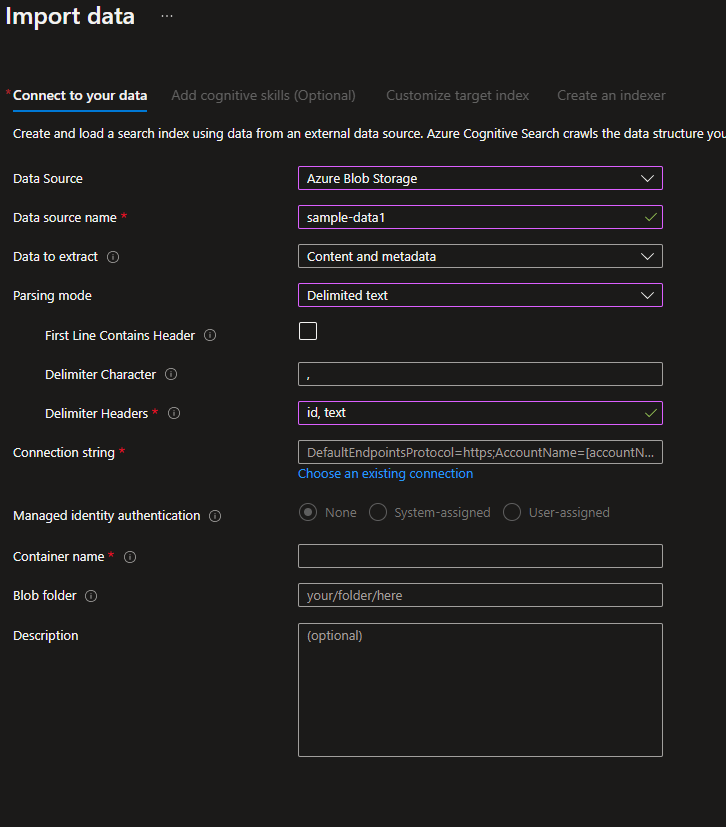 Import data ...
* Connect to your data Add cognitive skills (Optional) Customize target index Create an indexer
Create and load a search index using data from an external data source. Azure Cognitive Search crawls the data structure you
Data Source Azure Blob Storage
Data source name * sample-data1
Data to extract Content and metadata
Parsing mode Delimited text
First Line Contains Header
Delimiter Character ,
Delimiter Headers * id, text
Connection string * DefaultEndpointsProtocol=https;AccountName=[accountN...
Choose an existing connection
Managed identity authentication None System-assigned User-assigned
Container name *
Blob folder your/folder/here
Description (optional)